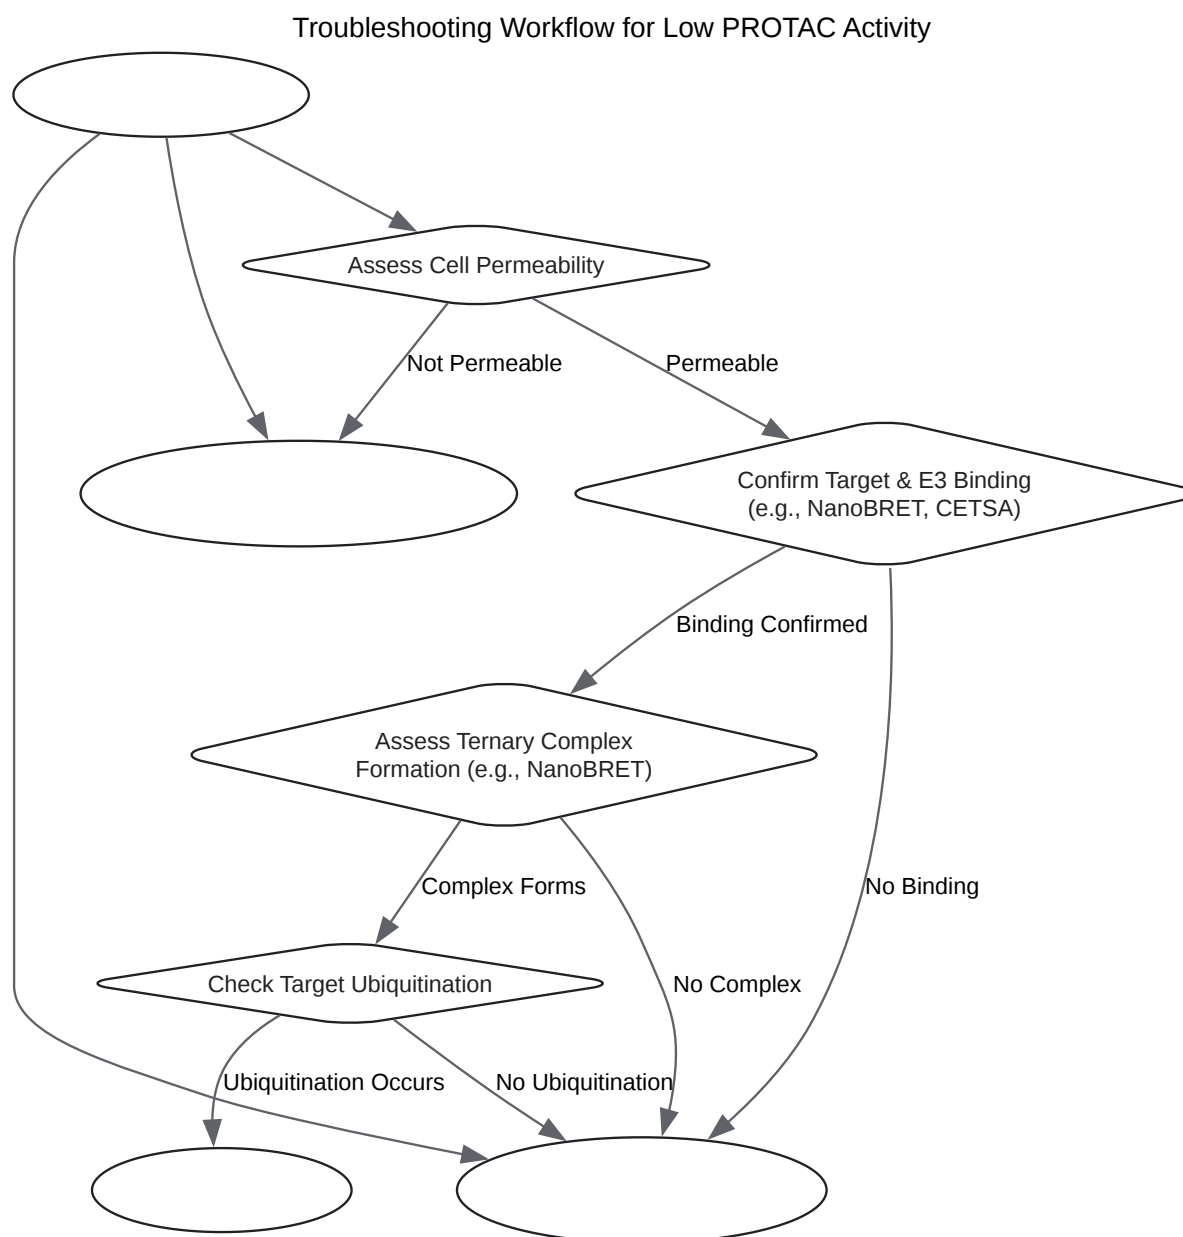 Troubleshooting Workflow for Low PROTAC Activity
Assess Cell Permeability
Not Permeable
Permeable
Confirm Target & E3 Binding
(e.g., NanoBRET, CETSA)
Binding Confirmed
Assess Ternary Complex
Formation (e.g., NanoBRET)
Complex Forms
No Binding
Check Target Ubiquitination
No Complex
Ubiquitination Occurs
No Ubiquitination